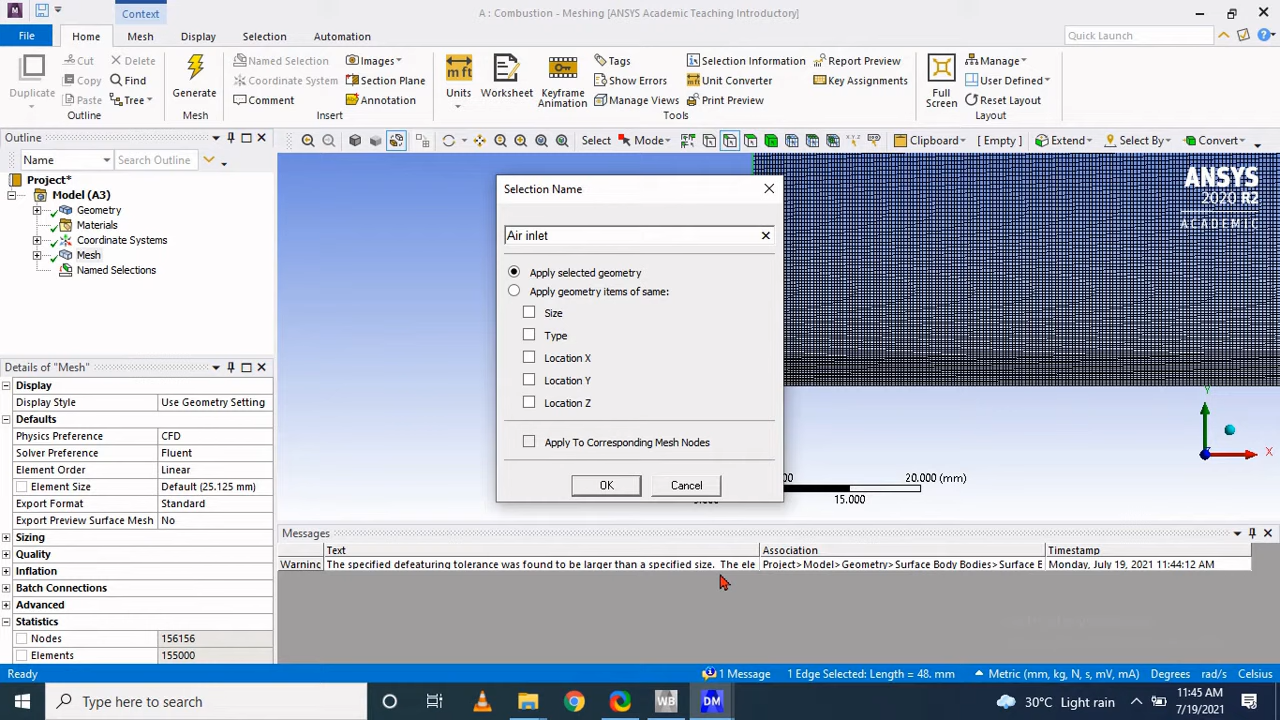 Context
A : Combustion - Meshing [ANSYS Academic Teaching Introductory]
File Home Mesh Display Selection Automation Quick Launch
Duplicate
Cut
Copy
Paste
Delete
Find
Tree
Outline
Generate
Mesh
Named Selection
Coordinate System
Comment
Images
Section Plane
Annotation
Insert
Units
Worksheet
Keyframe
Animation
Tags
Show Errors
Manage Views
Selection Information
Unit Converter
Print Preview
Report Preview
Key Assignments
Tools
Full
Screen
Manage
User Defined
Reset Layout
Layout
Outline
Name Search Outline
Select Mode Clipboard [ Empty ] Extend Select By Convert
Project*
Model (A3)
Geometry
Materials
Coordinate Systems
Mesh
Named Selections
ANSYS
2020 R2
ACADEMIC
Selection Name
Air inlet
Apply selected geometry
Apply geometry items of same:
Size
Type
Location X
Location Y
Location Z
Apply To Corresponding Mesh Nodes
OK Cancel
Y
X
20.000 (mm)
15.000
Details of "Mesh"
Display
Display Style Use Geometry Setting
Defaults
Physics Preference CFD
Solver Preference Fluent
Element Order Linear
Element Size Default (25.125 mm)
Export Format Standard
Export Preview Surface Mesh No
Sizing
Quality
Inflation
Batch Connections
Advanced
Statistics
Nodes 156156
Elements 155000
Messages
Text Association Timestamp
Warning The specified defeaturing tolerance was found to be larger than a specified size. The ele Project>Model>Geometry>Surface Body Bodies>Surface E Monday, July 19, 2021 11:44:12 AM
Ready 1 Message 1 Edge Selected: Length = 48. mm Metric (mm, kg, N, s, mV, mA) Degrees rad/s Celsius
Type here to search WB DM 30°C Light rain 11:45 AM
7/19/2021